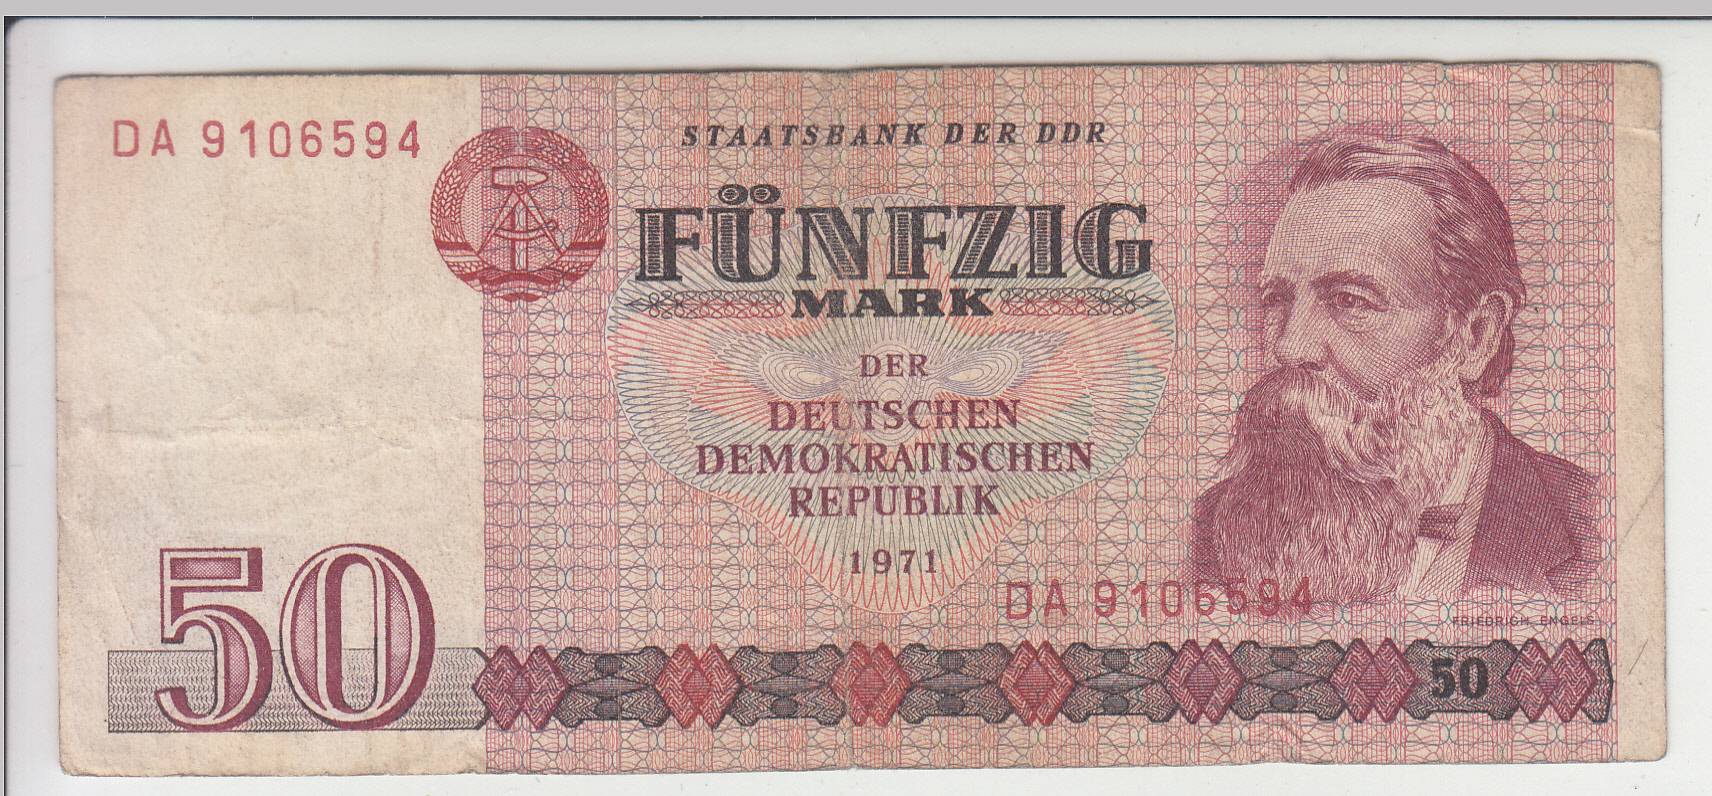 DA 9106594
STAATSBANK DER DDR
FÜNFZIG
MARK
DER
DEUTSCHEN
DEMOKRATISCHEN
REPUBLIK
1971
DA 9106594
FRIEDRICH ENGELS
50
50